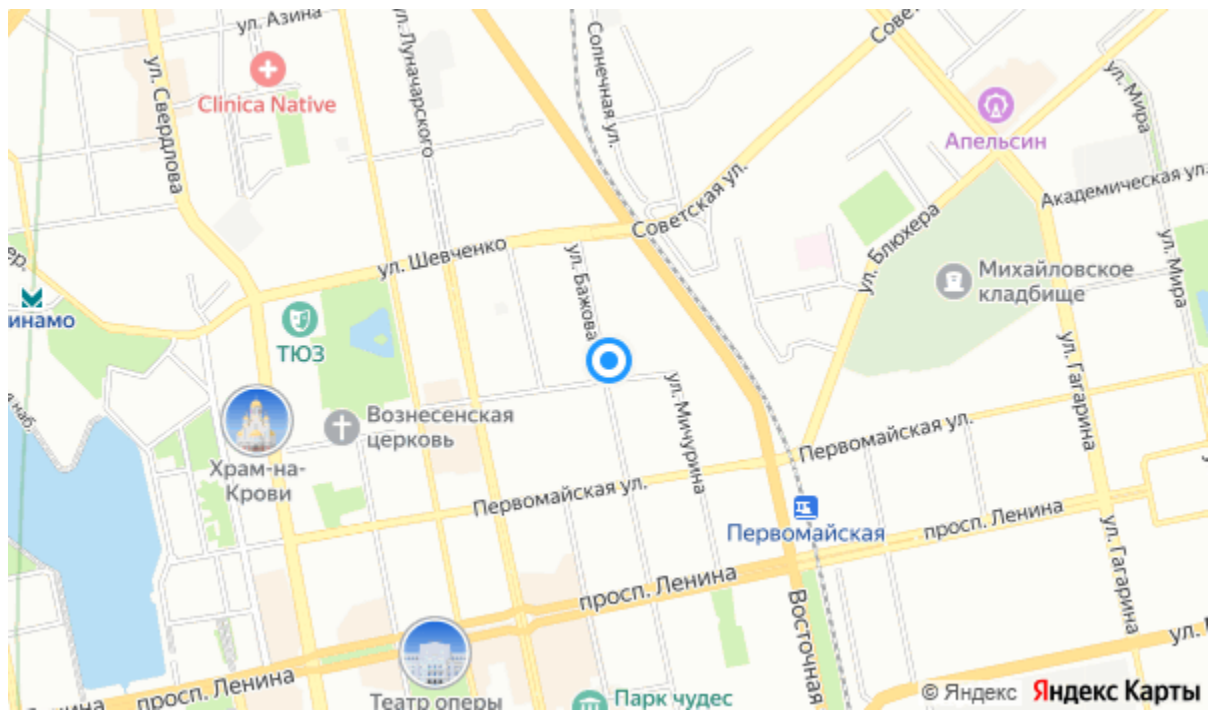 ул. Азина
Clinica Native
ул. Свердлова
ул. Луначарского
Солнечная ул.
Сове
ул. Мира
Апельсин
Академическая ул.
Советская ул.
ул. Шевченко
ул. Бажова
ул. Блюхера
Михайловское
кладбище
ул. Мира
ер.
инамо
ТЮЗ
ул. Гагарина
я наб.
Храм-на-
Крови
Вознесенская
церковь
ул. Мичурина
Первомайская ул.
Первомайская ул.
Первомайская
просп. Ленина
ул. Гагарина
просп. Ленина
Восточная
просп. Ленина
Театр оперы
Парк чудес
© Яндекс Яндекс Карты